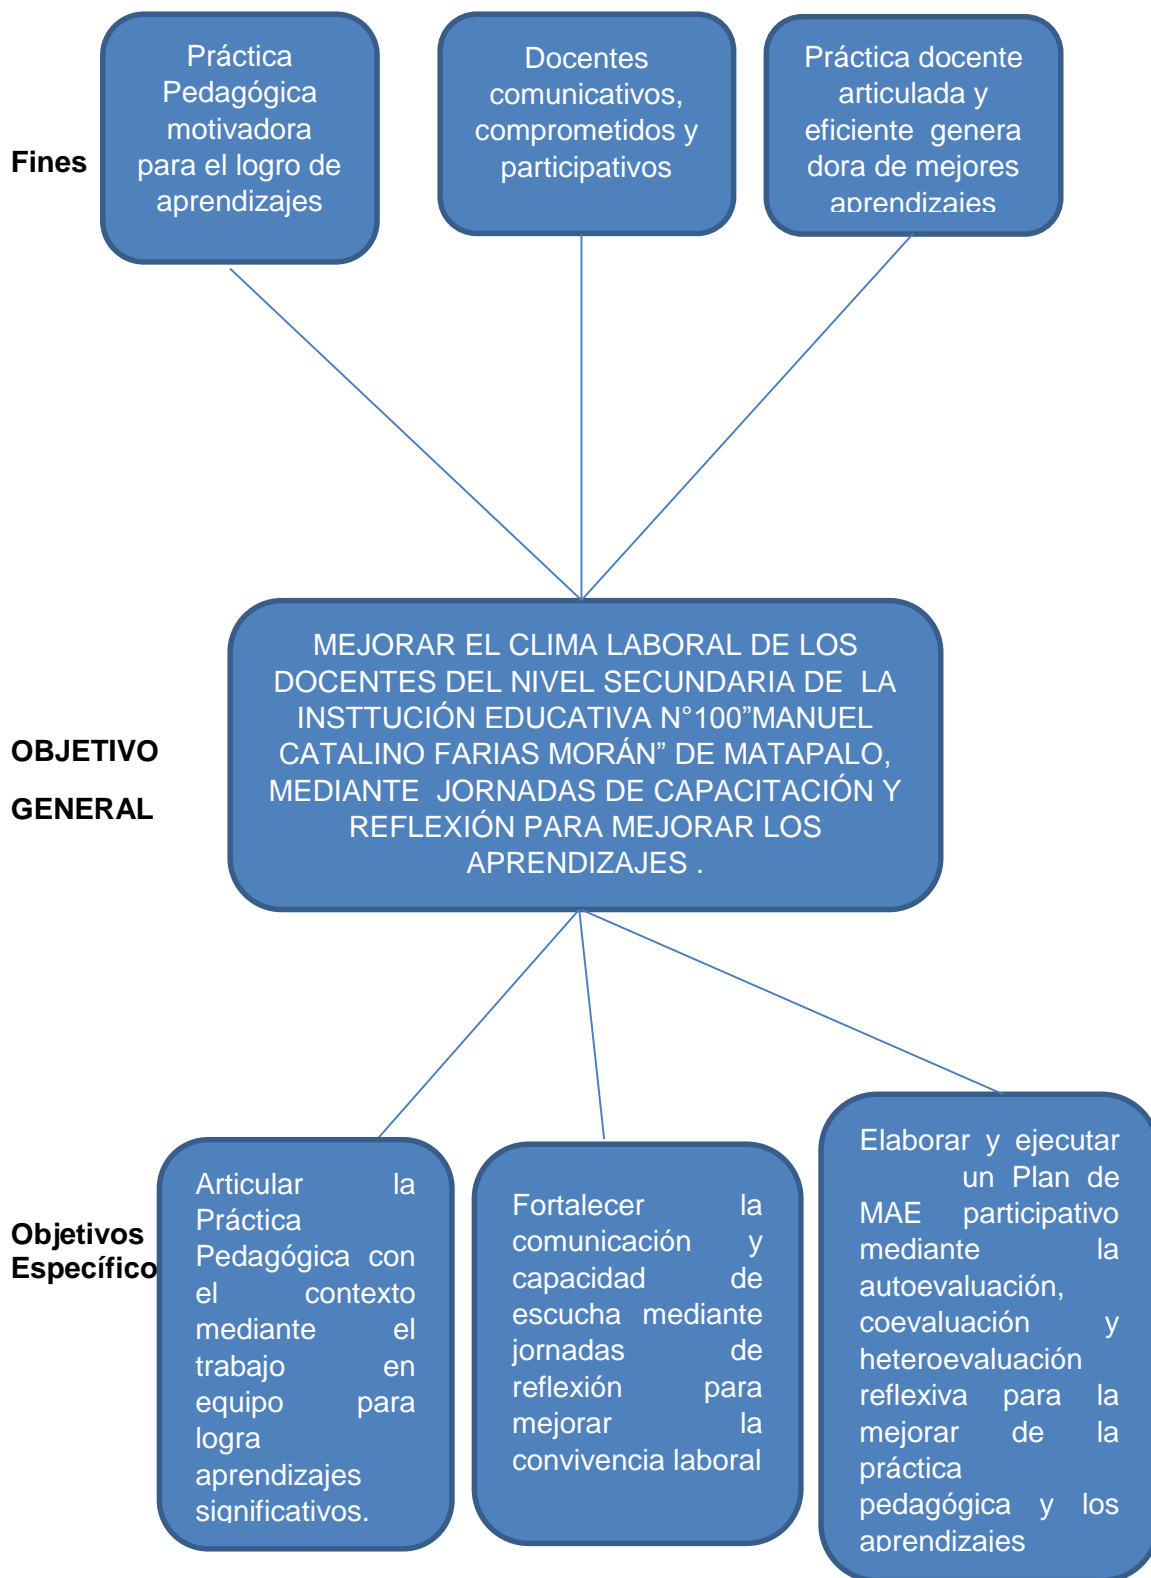 Fines
Práctica
Pedagógica
motivadora
para el logro de
aprendizajes
Docentes
comunicativos,
comprometidos y
participativos
Práctica docente
articulada y
eficiente genera
dora de mejores
aprendizajes
OBJETIVO
GENERAL
MEJORAR EL CLIMA LABORAL DE LOS
DOCENTES DEL NIVEL SECUNDARIA DE LA
INSTTUCIÓN EDUCATIVA N°100”MANUEL
CATALINO FARIAS MORÁN” DE MATAPALO,
MEDIANTE JORNADAS DE CAPACITACIÓN Y
REFLEXIÓN PARA MEJORAR LOS
APRENDIZAJES .
Objetivos
Específico
Articular la
Práctica
Pedagógica con
el contexto
mediante el
trabajo en
equipo para
logra
aprendizajes
significativos.
Fortalecer la
comunicación y
capacidad de
escucha mediante
jornadas de
reflexión para
mejorar la
convivencia laboral
Elaborar y ejecutar
un Plan de
MAE participativo
mediante la
autoevaluación,
coevaluación y
heteroevaluación
reflexiva para la
mejorar de la
práctica
pedagógica y los
aprendizajes